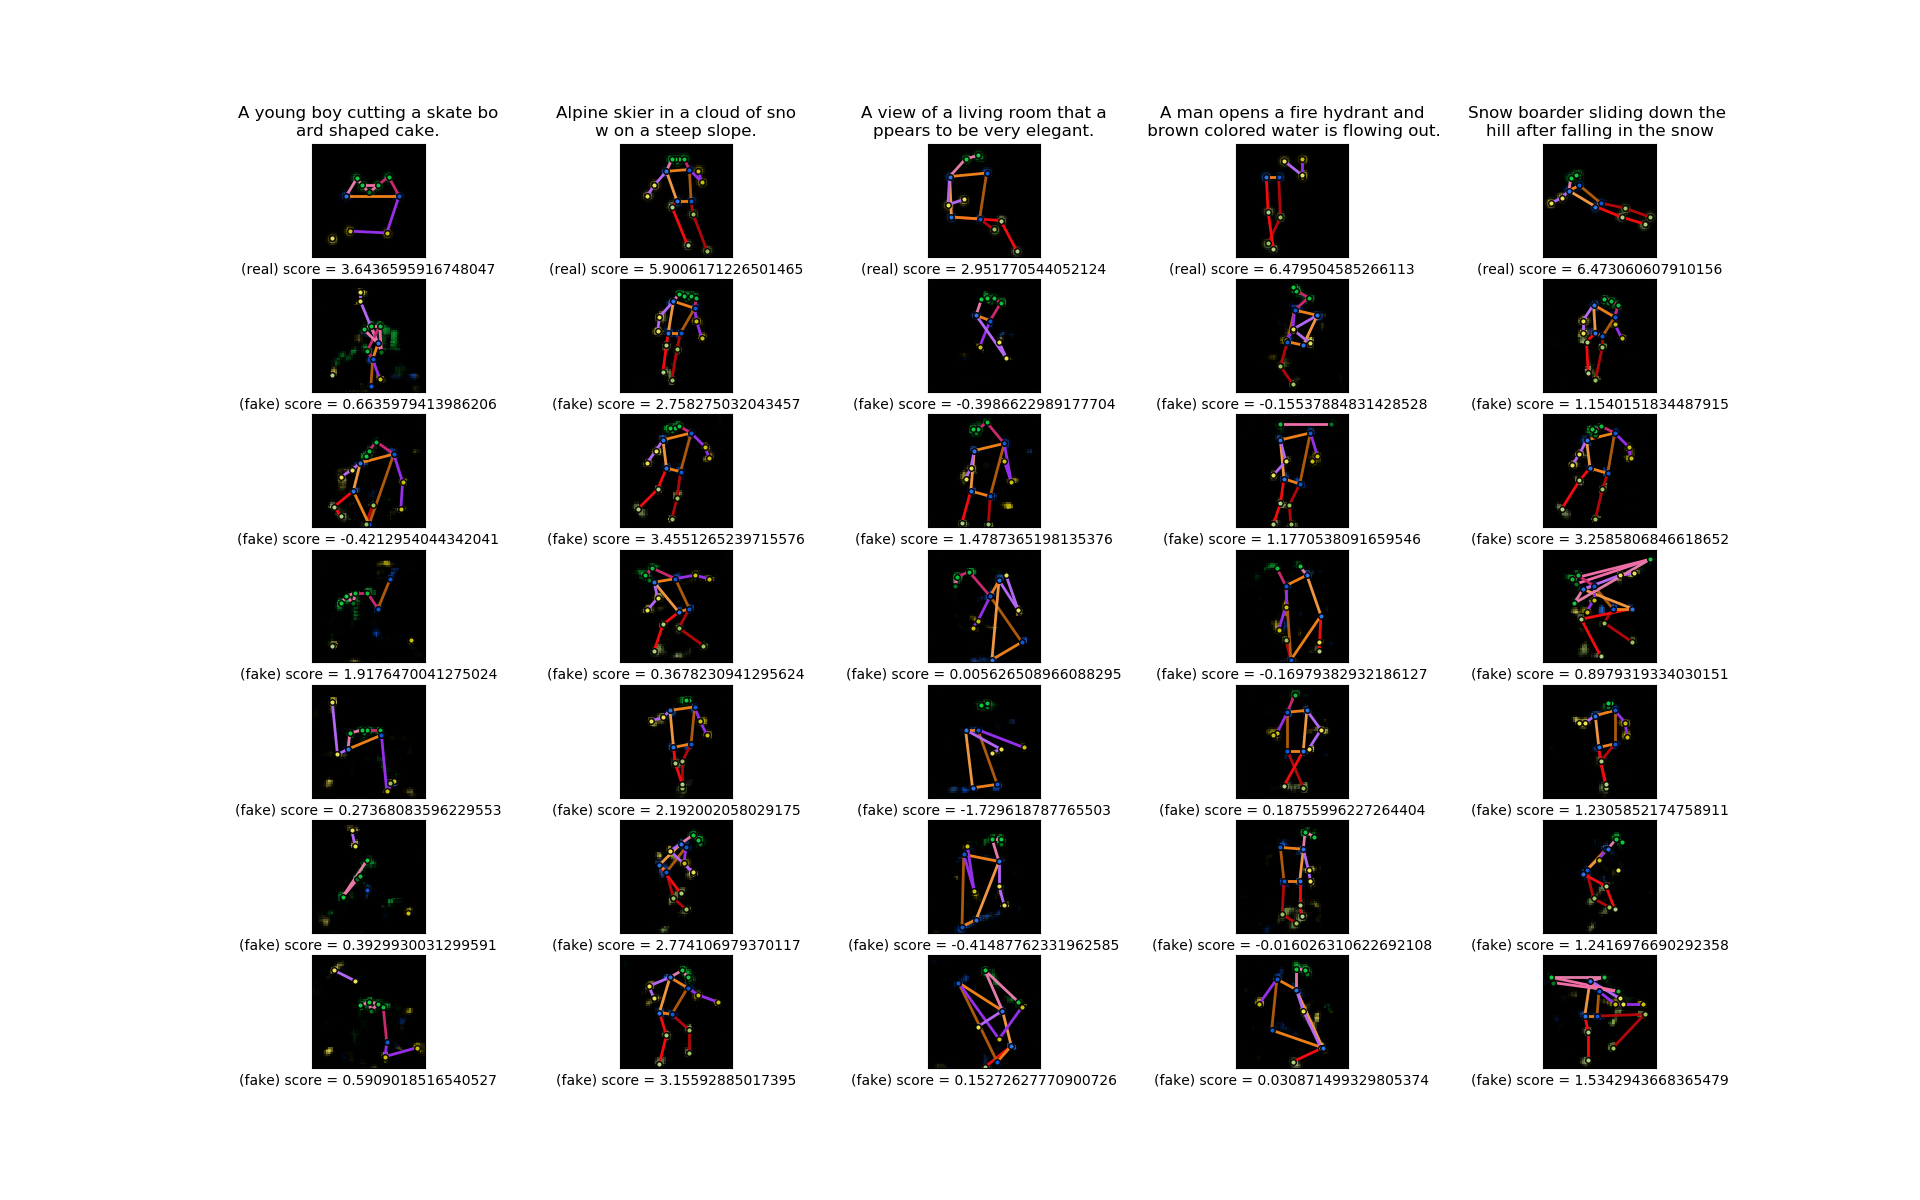 A young boy cutting a skate bo
ard shaped cake.
Alpine skier in a cloud of sno
w on a steep slope.
A view of a living room that a
ppears to be very elegant.
A man opens a fire hydrant and
brown colored water is flowing out.
Snow boarder sliding down the
hill after falling in the snow
(real) score = 3.6436595916748047
(real) score = 5.9006171226501465
(real) score = 2.951770544052124
(real) score = 6.479504585266113
(real) score = 6.473060607910156
(fake) score = 0.6635979413986206
(fake) score = 2.758275032043457
(fake) score = -0.3986622989177704
(fake) score = -0.15537884831428528
(fake) score = 1.1540151834487915
(fake) score = -0.4212954044342041
(fake) score = 3.4551265239715576
(fake) score = 1.4787365198135376
(fake) score = 1.1770538091659546
(fake) score = 3.2585806846618652
(fake) score = 1.9176470041275024
(fake) score = 0.3678230941295624
(fake) score = 0.005626508966088295
(fake) score = -0.16979382932186127
(fake) score = 0.8979319334030151
(fake) score = 0.27368083596229553
(fake) score = 2.192002058029175
(fake) score = -1.729618787765503
(fake) score = 0.18755996227264404
(fake) score = 1.2305852174758911
(fake) score = 0.3929930031299591
(fake) score = 2.774106979370117
(fake) score = -0.41487762331962585
(fake) score = -0.016026310622692108
(fake) score = 1.2416976690292358
(fake) score = 0.5909018516540527
(fake) score = 3.15592885017395
(fake) score = 0.15272627770900726
(fake) score = 0.030871499329805374
(fake) score = 1.5342943668365479